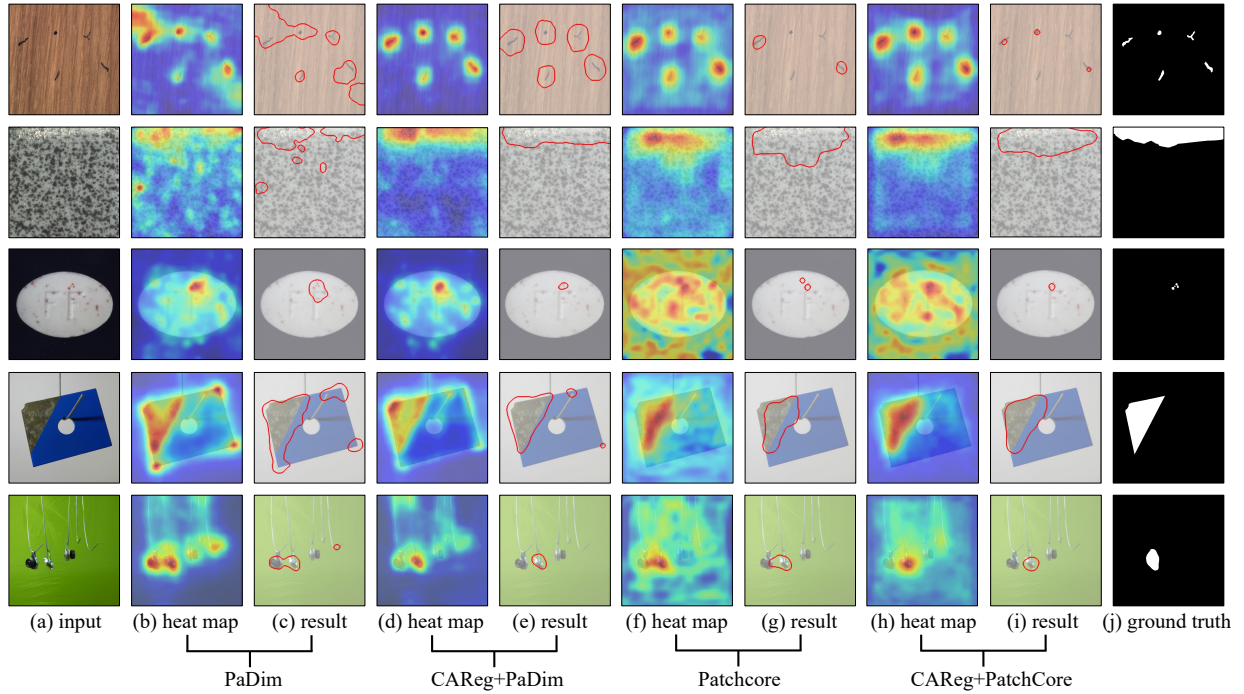 (a) input (b) heat map (c) result (d) heat map (e) result (f) heat map (g) result (h) heat map (i) result (j) ground truth
PaDim CAReg+PaDim Patchcore CAReg+PatchCore